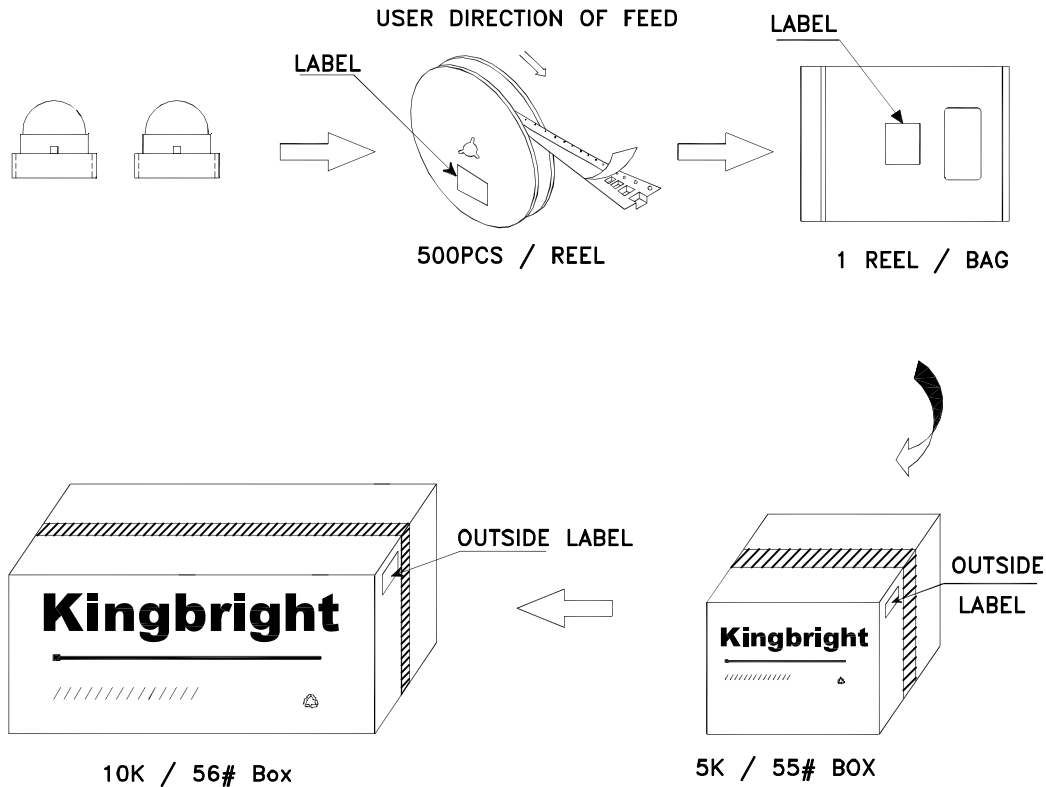 USER DIRECTION OF FEED
LABEL
LABEL
500PCS / REEL
1 REEL / BAG
OUTSIDE LABEL
OUTSIDE
LABEL
Kingbright
Kingbright
10K / 56# Box
5K / 55# BOX